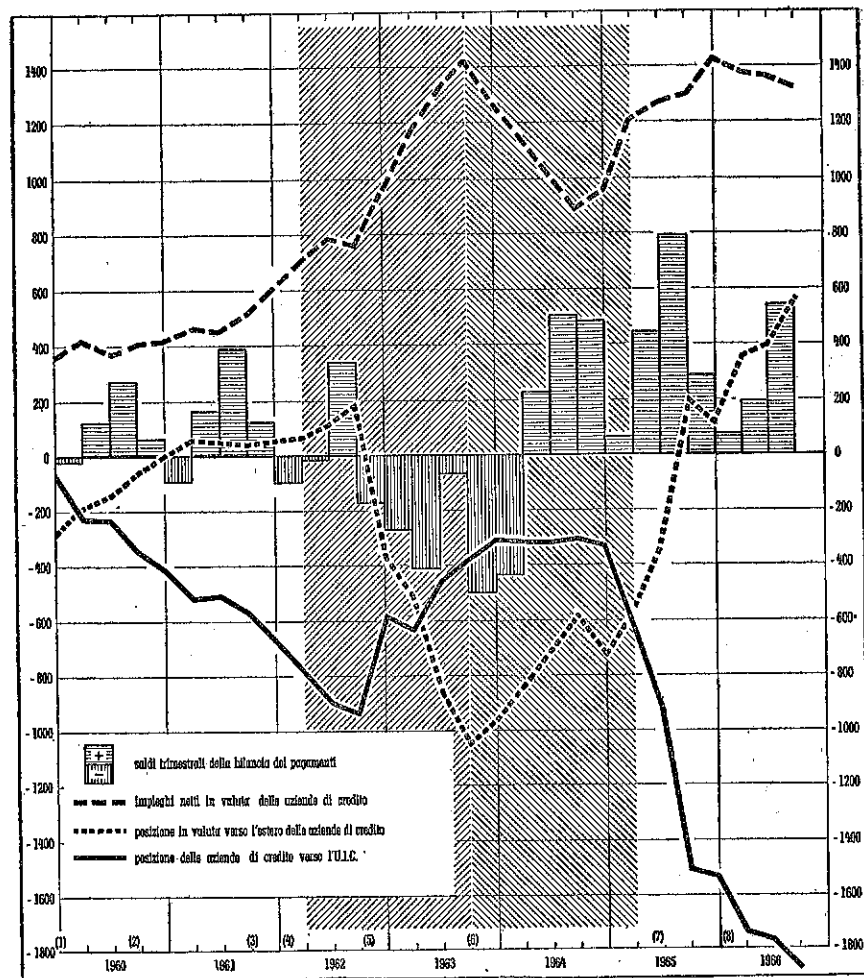 1400 1400
1200 1200
1000 1000
800 800
600 600
400 400
200 200
0 0
- 200 - 200
- 400 - 400
- 600 - 600
- 800 - 800
- 1000 - 1000
- 1200 - 1200
- 1400 - 1400
- 1600 - 1600
- 1800 - 1800
+ saldi trimestrali della bilancia dei pagamenti
−
impieghi netti in valuta delle aziende di credito
posizione in valuta verso l'estero delle aziende di credito
posizione delle aziende di credito verso l'U.I.C.
(1) (2) (3) (4) (5) (6) (7) (8)
1960 1961 1962 1963 1964 1965 1966